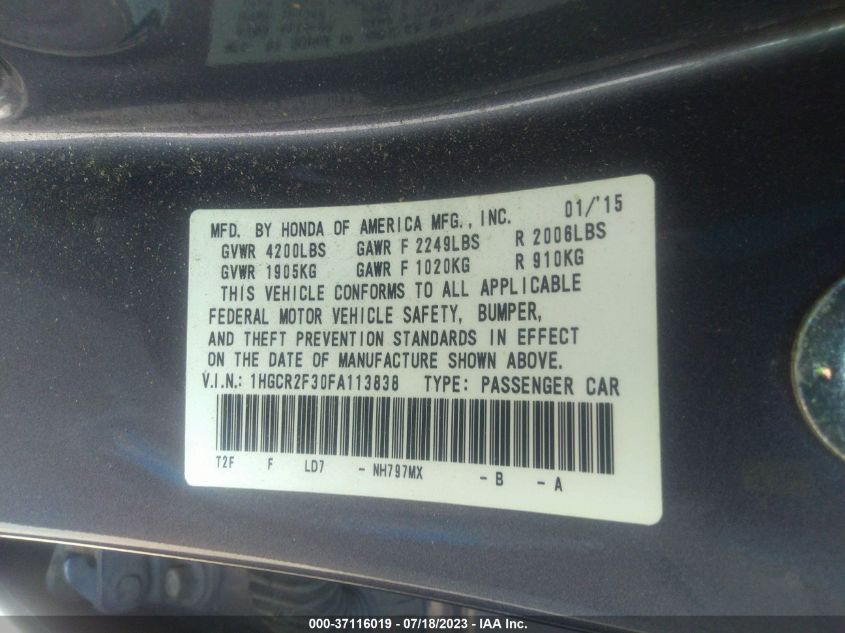 MFD. BY HONDA OF AMERICA MFG., INC. 01/'15
GVWR 4200LBS GAWR F 2249LBS R 2006LBS
GVWR 1905KG GAWR F 1020KG R 910KG
THIS VEHICLE CONFORMS TO ALL APPLICABLE
FEDERAL MOTOR VEHICLE SAFETY, BUMPER,
AND THEFT PREVENTION STANDARDS IN EFFECT
ON THE DATE OF MANUFACTURE SHOWN ABOVE.
V.I.N.: 1HGCR2F30FA113838 TYPE: PASSENGER CAR
T2F F LD7 - NH797MX - B - A
000-37116019 / 07/18/2023 - IAA Inc.